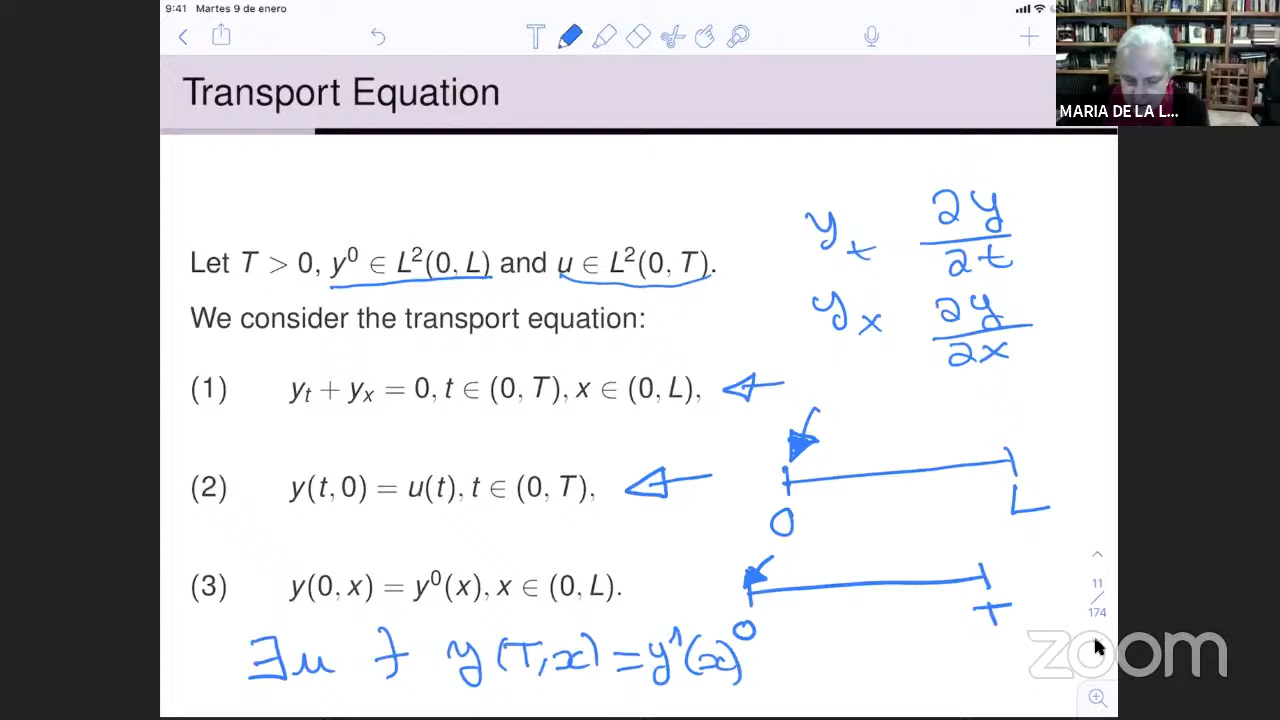 9:41 Martes 9 de enero
MARIA DE LA L...
Transport Equation
Let T > 0, y⁰ ∈ L²(0, L) and u ∈ L²(0, T).
We consider the transport equation:
(1) yₜ + yₓ = 0, t ∈ (0, T), x ∈ (0, L),
(2) y(t, 0) = u(t), t ∈ (0, T),
(3) y(0, x) = y⁰(x), x ∈ (0, L).
yₜ ∂y/∂t
yₓ ∂y/∂x
0 L
0 T
∃u y(T,x) = y¹(x)
11
174
zoom